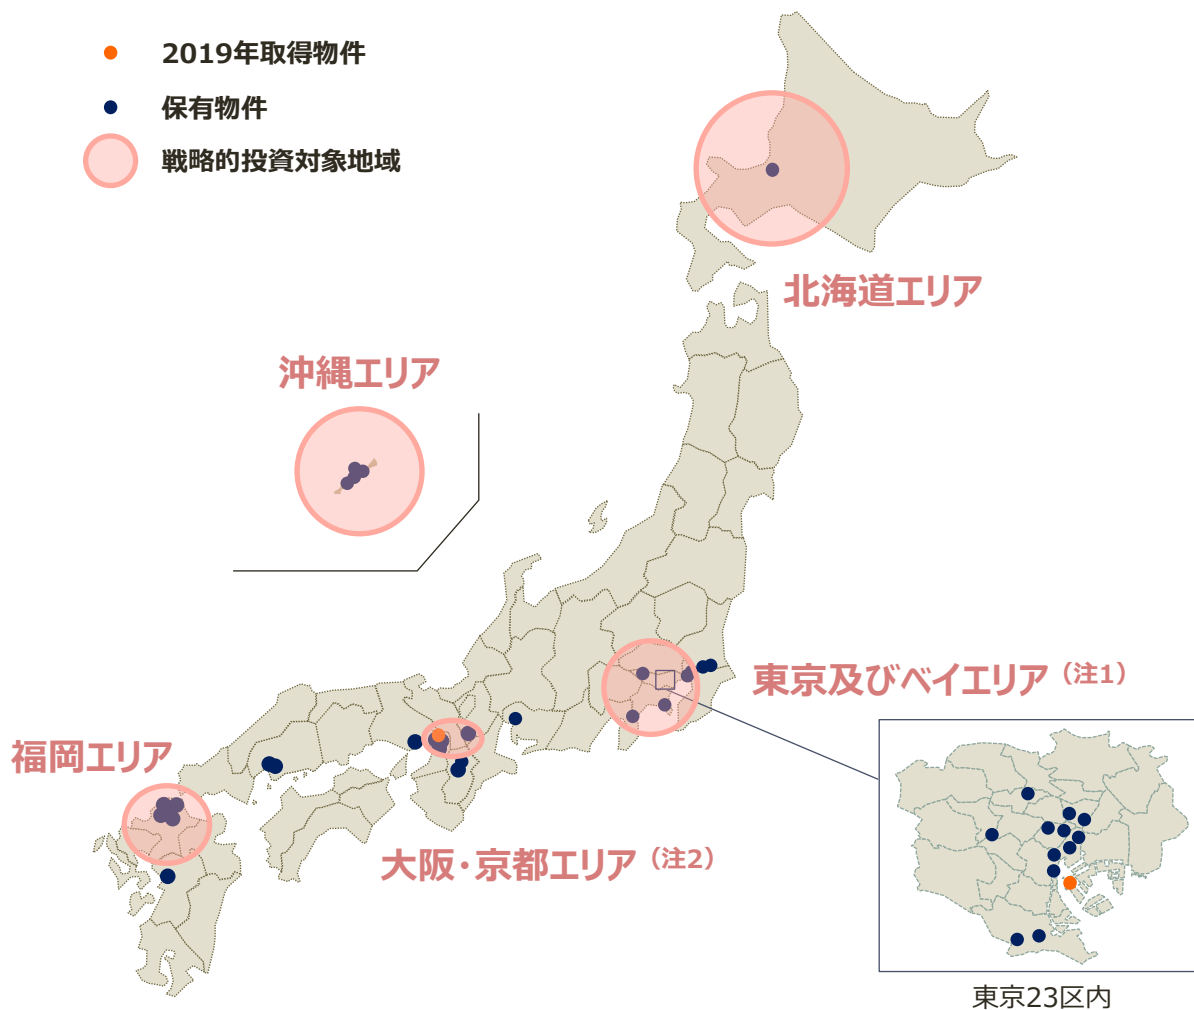 2019年取得物件
保有物件
戦略的投資対象地域
北海道エリア
沖縄エリア
東京及びベイエリア（注1）
福岡エリア
大阪・京都エリア（注2）
東京23区内